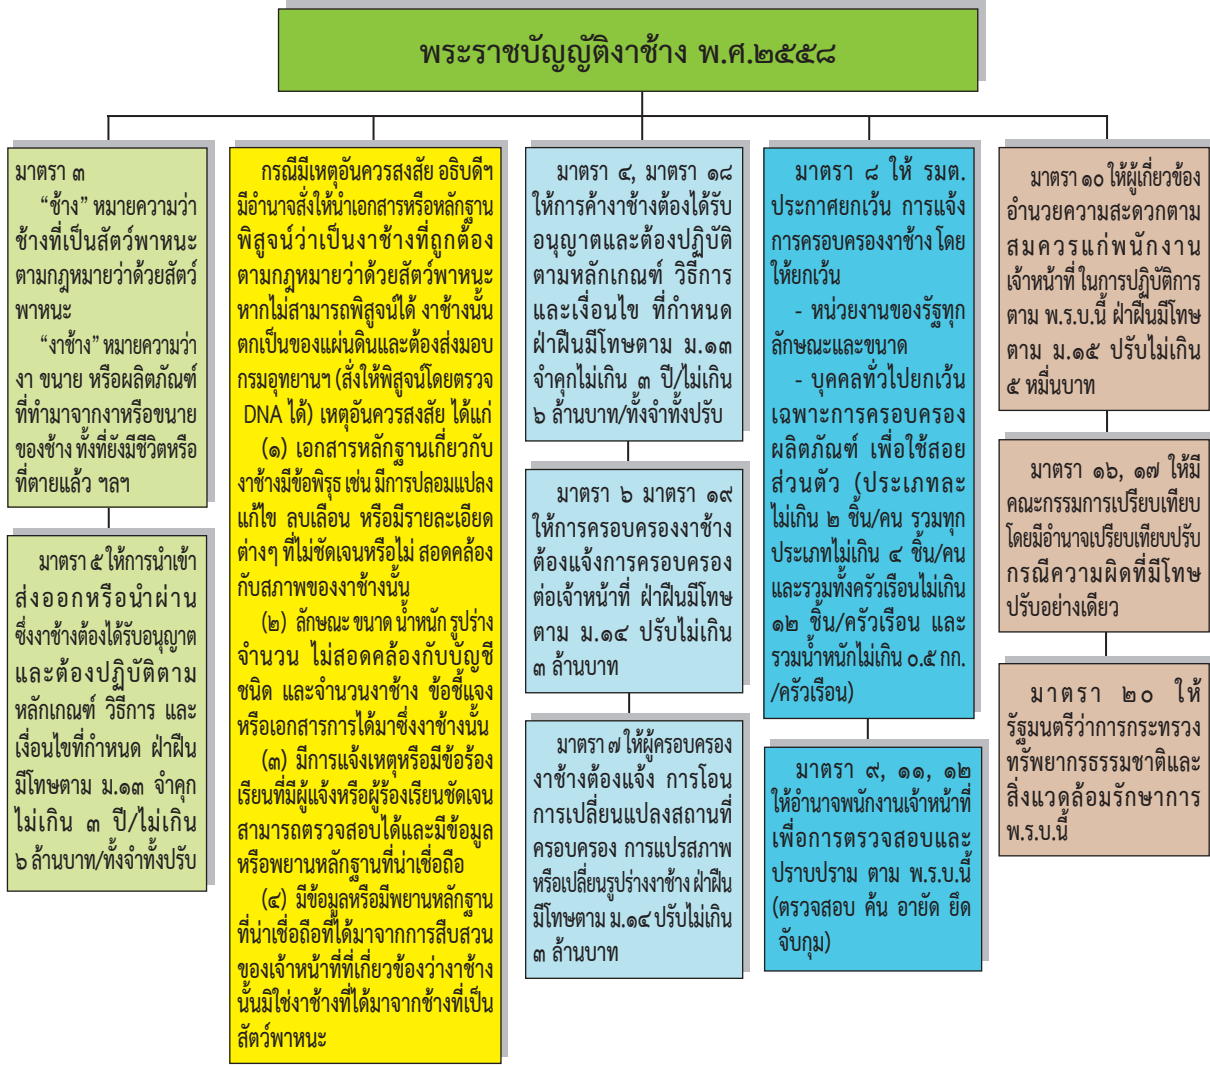 พระราชบัญญัติงาช้าง พ.ศ.๒๕๕๘
มาตรา ๓
“ช้าง” หมายความว่า
ช้างที่เป็นสัตว์พาหนะ
ตามกฎหมายว่าด้วยสัตว์
พาหนะ
“งาช้าง” หมายความว่า
งา ขนาย หรือผลิตภัณฑ์
ที่ทำมาจากงาหรือขนาย
ของช้าง ทั้งที่ยังมีชีวิตหรือ
ที่ตายแล้ว ฯลฯ
มาตรา ๕ ให้การนำเข้า
ส่งออกหรือนำผ่าน
ซึ่งงาช้างต้องได้รับอนุญาต
และต้องปฏิบัติตาม
หลักเกณฑ์ วิธีการ และ
เงื่อนไขที่กำหนด ฝ่าฝืน
มีโทษตาม ม.๑๓ จำคุก
ไม่เกิน ๓ ปี/ไม่เกิน
๖ ล้านบาท/ทั้งจำทั้งปรับ
กรณีมีเหตุอันควรสงสัย อธิบดีฯ
มีอำนาจสั่งให้นำเอกสารหรือหลักฐาน
พิสูจน์ว่าเป็นงาช้างที่ถูกต้อง
ตามกฎหมายว่าด้วยสัตว์พาหนะ
หากไม่สามารถพิสูจน์ได้ งาช้างนั้น
ตกเป็นของแผ่นดินและต้องส่งมอบ
กรมอุทยานฯ (สั่งให้พิสูจน์โดยตรวจ
DNA ได้) เหตุอันควรสงสัย ได้แก่
(๑) เอกสารหลักฐานเกี่ยวกับ
งาช้างมีข้อพิรุธ เช่น มีการปลอมแปลง
แก้ไข ลบเลือน หรือมีรายละเอียด
ต่างๆ ที่ไม่ชัดเจนหรือไม่ สอดคล้อง
กับสภาพของงาช้างนั้น
(๒) ลักษณะ ขนาด น้ำหนัก รูปร่าง
จำนวน ไม่สอดคล้องกับบัญชี
ชนิด และจำนวนงาช้าง ข้อชี้แจง
หรือเอกสารการได้มาซึ่งงาช้างนั้น
(๓) มีการแจ้งเหตุหรือมีข้อร้อง
เรียนที่มีผู้แจ้งหรือผู้ร้องเรียนชัดเจน
สามารถตรวจสอบได้และมีข้อมูล
หรือพยานหลักฐานที่น่าเชื่อถือ
(๔) มีข้อมูลหรือมีพยานหลักฐาน
ที่น่าเชื่อถือที่ได้มาจากการสืบสวน
ของเจ้าหน้าที่ที่เกี่ยวข้องว่างาช้าง
นั้นมิใช่งาช้างที่ได้มาจากช้างที่เป็น
สัตว์พาหนะ
มาตรา ๔, มาตรา ๑๘
ให้การค้างาช้างต้องได้รับ
อนุญาตและต้องปฏิบัติ
ตามหลักเกณฑ์ วิธีการ
และเงื่อนไข ที่กำหนด
ฝ่าฝืนมีโทษตาม ม.๑๓
จำคุกไม่เกิน ๓ ปี/ไม่เกิน
๖ ล้านบาท/ทั้งจำทั้งปรับ
มาตรา ๖ มาตรา ๑๙
ให้การครอบครองงาช้าง
ต้องแจ้งการครอบครอง
ต่อเจ้าหน้าที่ ฝ่าฝืนมีโทษ
ตาม ม.๑๔ ปรับไม่เกิน
๓ ล้านบาท
มาตรา ๗ ให้ผู้ครอบครอง
งาช้างต้องแจ้ง การโอน
การเปลี่ยนแปลงสถานที่
ครอบครอง การแปรสภาพ
หรือเปลี่ยนรูปร่างงาช้าง ฝ่าฝืน
มีโทษตาม ม.๑๔ ปรับไม่เกิน
๓ ล้านบาท
มาตรา ๘ ให้ รมต.
ประกาศยกเว้น การแจ้ง
การครอบครองงาช้าง โดย
ให้ยกเว้น
- หน่วยงานของรัฐทุก
ลักษณะและขนาด
- บุคคลทั่วไปยกเว้น
เฉพาะการครอบครอง
ผลิตภัณฑ์ เพื่อใช้สอย
ส่วนตัว (ประเภทละ
ไม่เกิน ๒ ชิ้น/คน รวมทุก
ประเภทไม่เกิน ๔ ชิ้น/คน
และรวมทั้งครัวเรือนไม่เกิน
๑๒ ชิ้น/ครัวเรือน และ
รวมน้ำหนักไม่เกิน ๐.๕ กก.
/ครัวเรือน)
มาตรา ๙, ๑๑, ๑๒
ให้อำนาจพนักงานเจ้าหน้าที่
เพื่อการตรวจสอบและ
ปราบปราม ตาม พ.ร.บ.นี้
(ตรวจสอบ ค้น อายัด ยึด
จับกุม)
มาตรา ๑๐ ให้ผู้เกี่ยวข้อง
อำนวยความสะดวกตาม
สมควรแก่พนักงาน
เจ้าหน้าที่ ในการปฏิบัติการ
ตาม พ.ร.บ.นี้ ฝ่าฝืนมีโทษ
ตาม ม.๑๕ ปรับไม่เกิน
๕ หมื่นบาท
มาตรา ๑๖, ๑๗ ให้มี
คณะกรรมการเปรียบเทียบ
โดยมีอำนาจเปรียบเทียบปรับ
กรณีความผิดที่มีโทษ
ปรับอย่างเดียว
มาตรา ๒๐ ให้
รัฐมนตรีว่าการกระทรวง
ทรัพยากรธรรมชาติและ
สิ่งแวดล้อมรักษาการ
พ.ร.บ.นี้